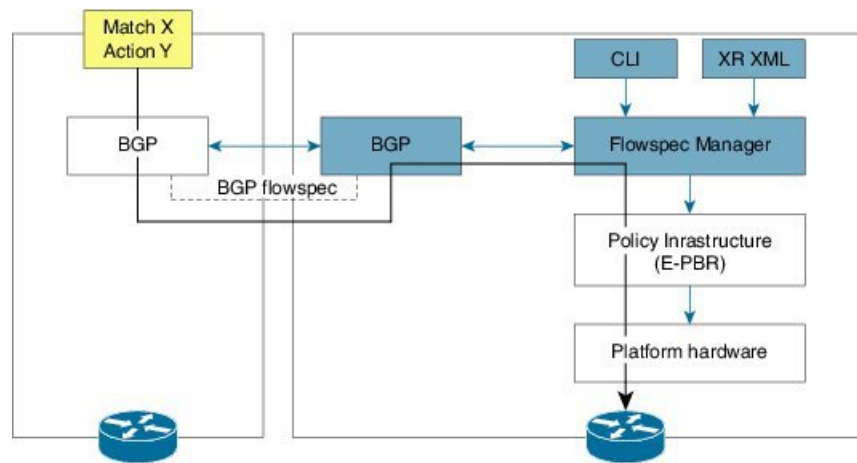 Match X
Action Y
CLI
XR XML
BGP
BGP
Flowspec Manager
BGP flowspec
Policy Inrastructure
(E-PBR)
Platform hardware